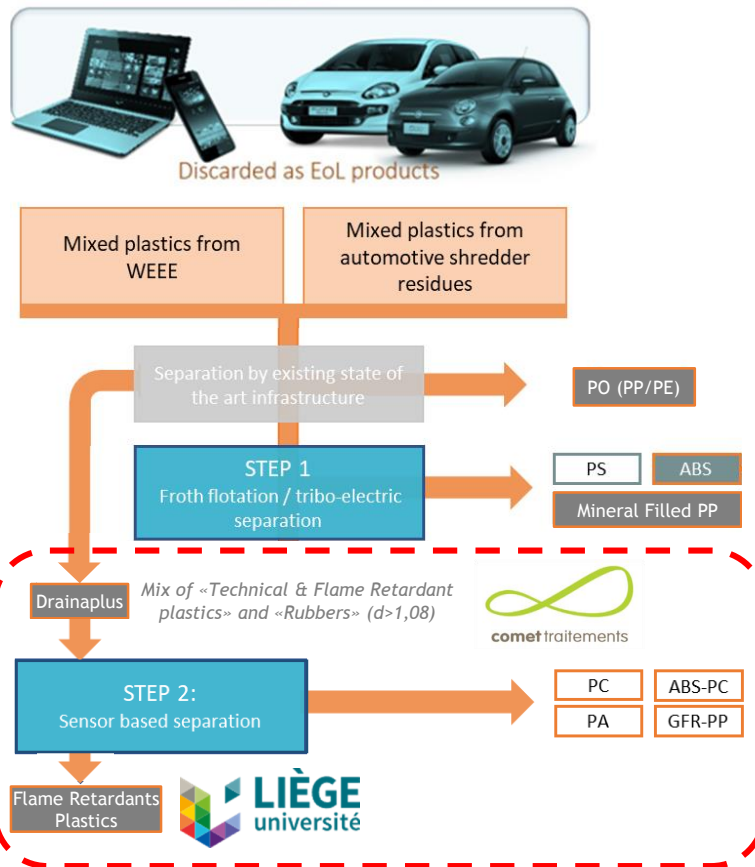 Discarded as EoL products
Mixed plastics from
WEEE
Mixed plastics from
automotive shredder
residues
Separation by existing state of
the art infrastructure
PO (PP/PE)
STEP 1
Froth flotation / tribo-electric
separation
PS
ABS
Mineral Filled PP
Drainaplus
Mix of «Technical & Flame Retardant
plastics» and «Rubbers» (d>1,08)
comet traitements
STEP 2:
Sensor based separation
PC
ABS-PC
PA
GFR-PP
Flame Retardants
Plastics
LIÈGE
université